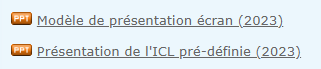 PPT Modèle de présentation écran (2023)
PPT Présentation de l'ICL pré-définie (2023)